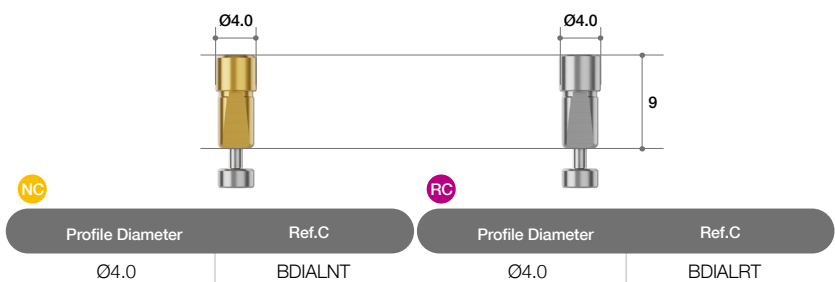 Ø4.0 Ø4.0
9
NC RC
Profile Diameter Ref.C Profile Diameter Ref.C
Ø4.0 BDIALNT Ø4.0 BDIALRT